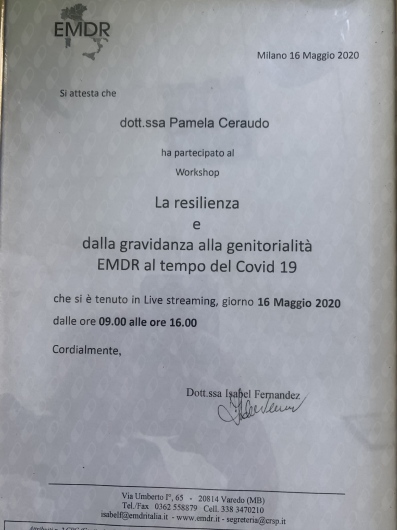 EMDR
Milano 16 Maggio 2020
Si attesta che
dott.ssa Pamela Ceraudo
ha partecipato al
Workshop
La resilienza
e
dalla gravidanza alla genitorialità
EMDR al tempo del Covid 19
che si è tenuto in Live streaming, giorno 16 Maggio 2020
dalle ore 09.00 alle ore 16.00
Cordialmente,
Dott.ssa Isabel Fernandez
Via Umberto I°, 65 - 20814 Varedo (MB)
Tel./Fax 0362 558879 Cell. 338 3470210
isabelf@emdritalia.it - www.emdr.it - segreteria@crsp.it